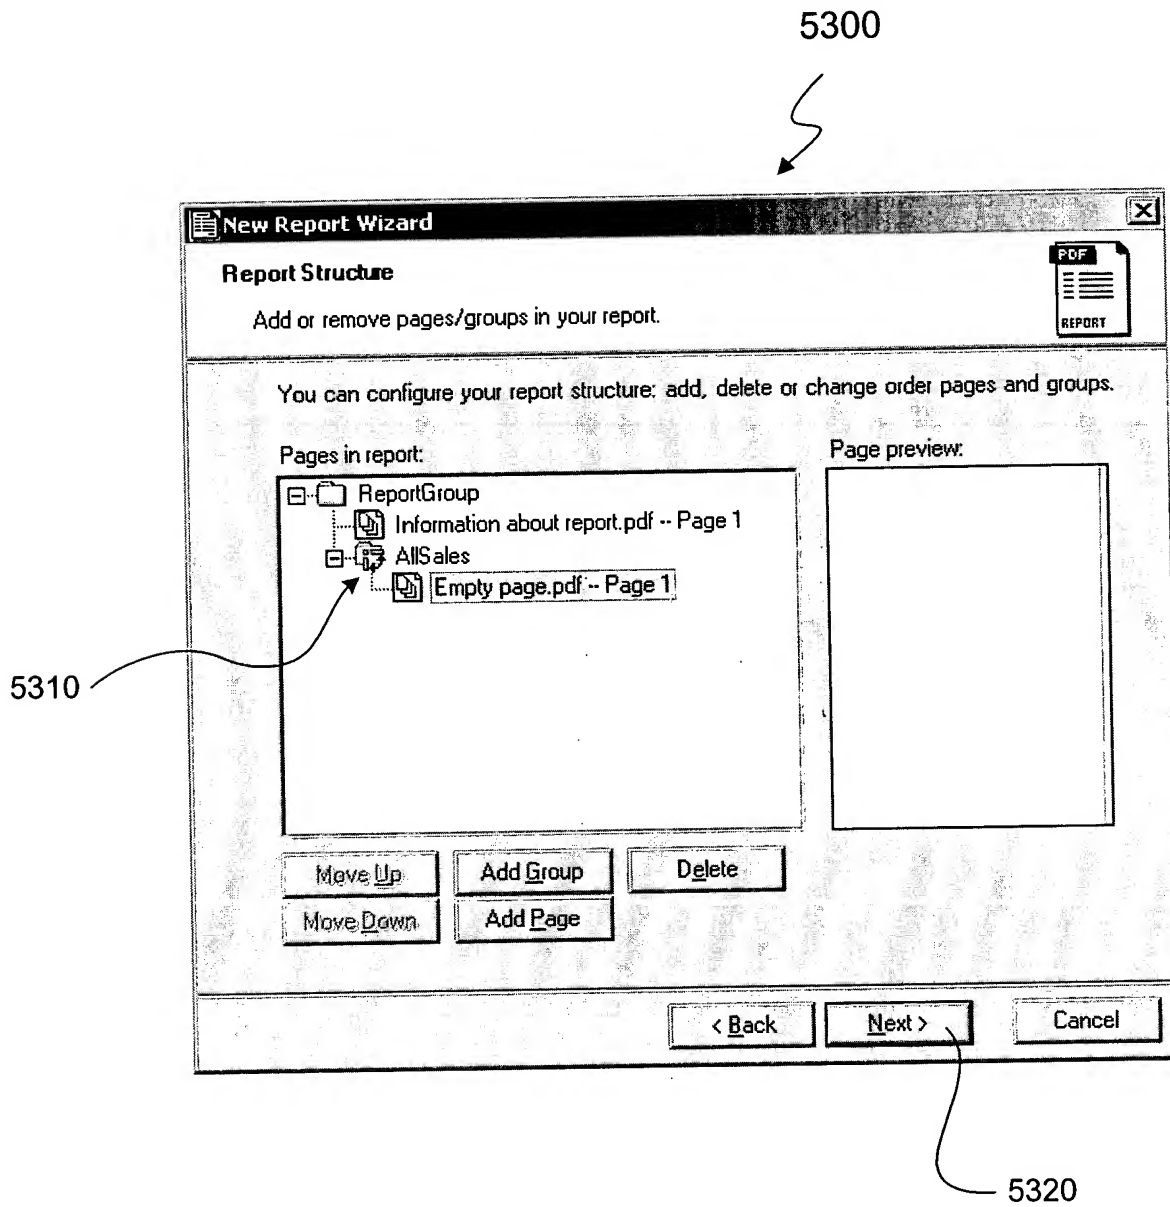 5300
New Report Wizard
Report Structure
Add or remove pages/groups in your report.
PDF
REPORT
You can configure your report structure: add, delete or change order pages and groups.
Pages in report:
Page preview:
ReportGroup
Information about report.pdf -- Page 1
AllSales
Empty page.pdf -- Page 1
5310
Move Up
Add Group
Delete
Move Down
Add Page
< Back
Next >
Cancel
5320